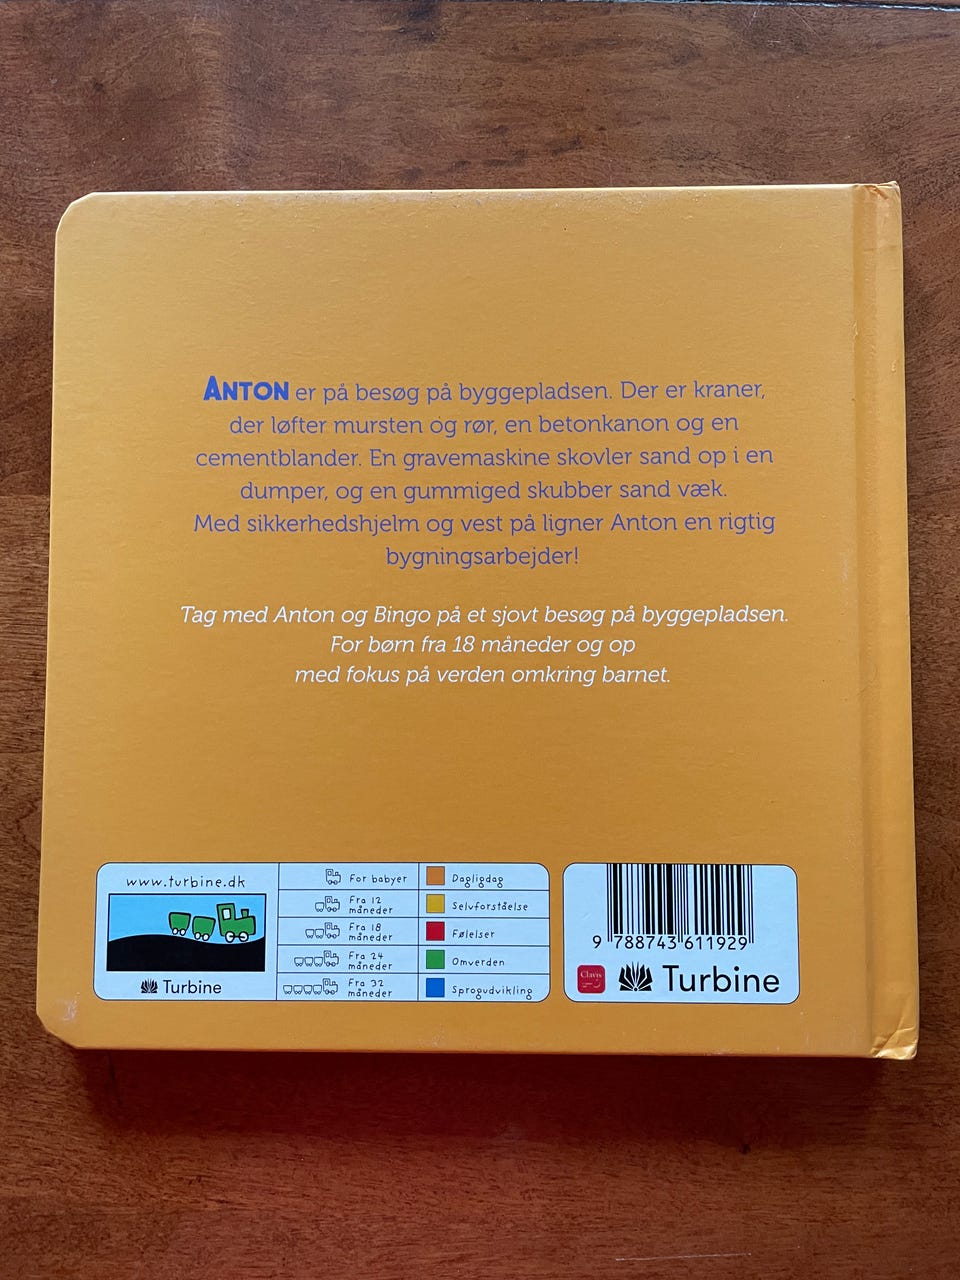 ANTON er på besøg på byggepladsen. Der er kraner,
der løfter mursten og rør, en betonkanon og en
cementblander. En gravemaskine skovler sand op i en
dumper, og en gummiged skubber sand væk.
Med sikkerhedshjelm og vest på ligner Anton en rigtig
bygningsarbejder!
Tag med Anton og Bingo på et sjovt besøg på byggepladsen.
For børn fra 18 måneder og op
med fokus på verden omkring barnet.
www.turbine.dk
Turbine
For babyer
Fra 12
måneder
Fra 18
måneder
Fra 24
måneder
Fra 32
måneder
Dagligdag
Selvforståelse
Følelser
Omverden
Sprogudvikling
9 788743 611929
Clavis
Turbine